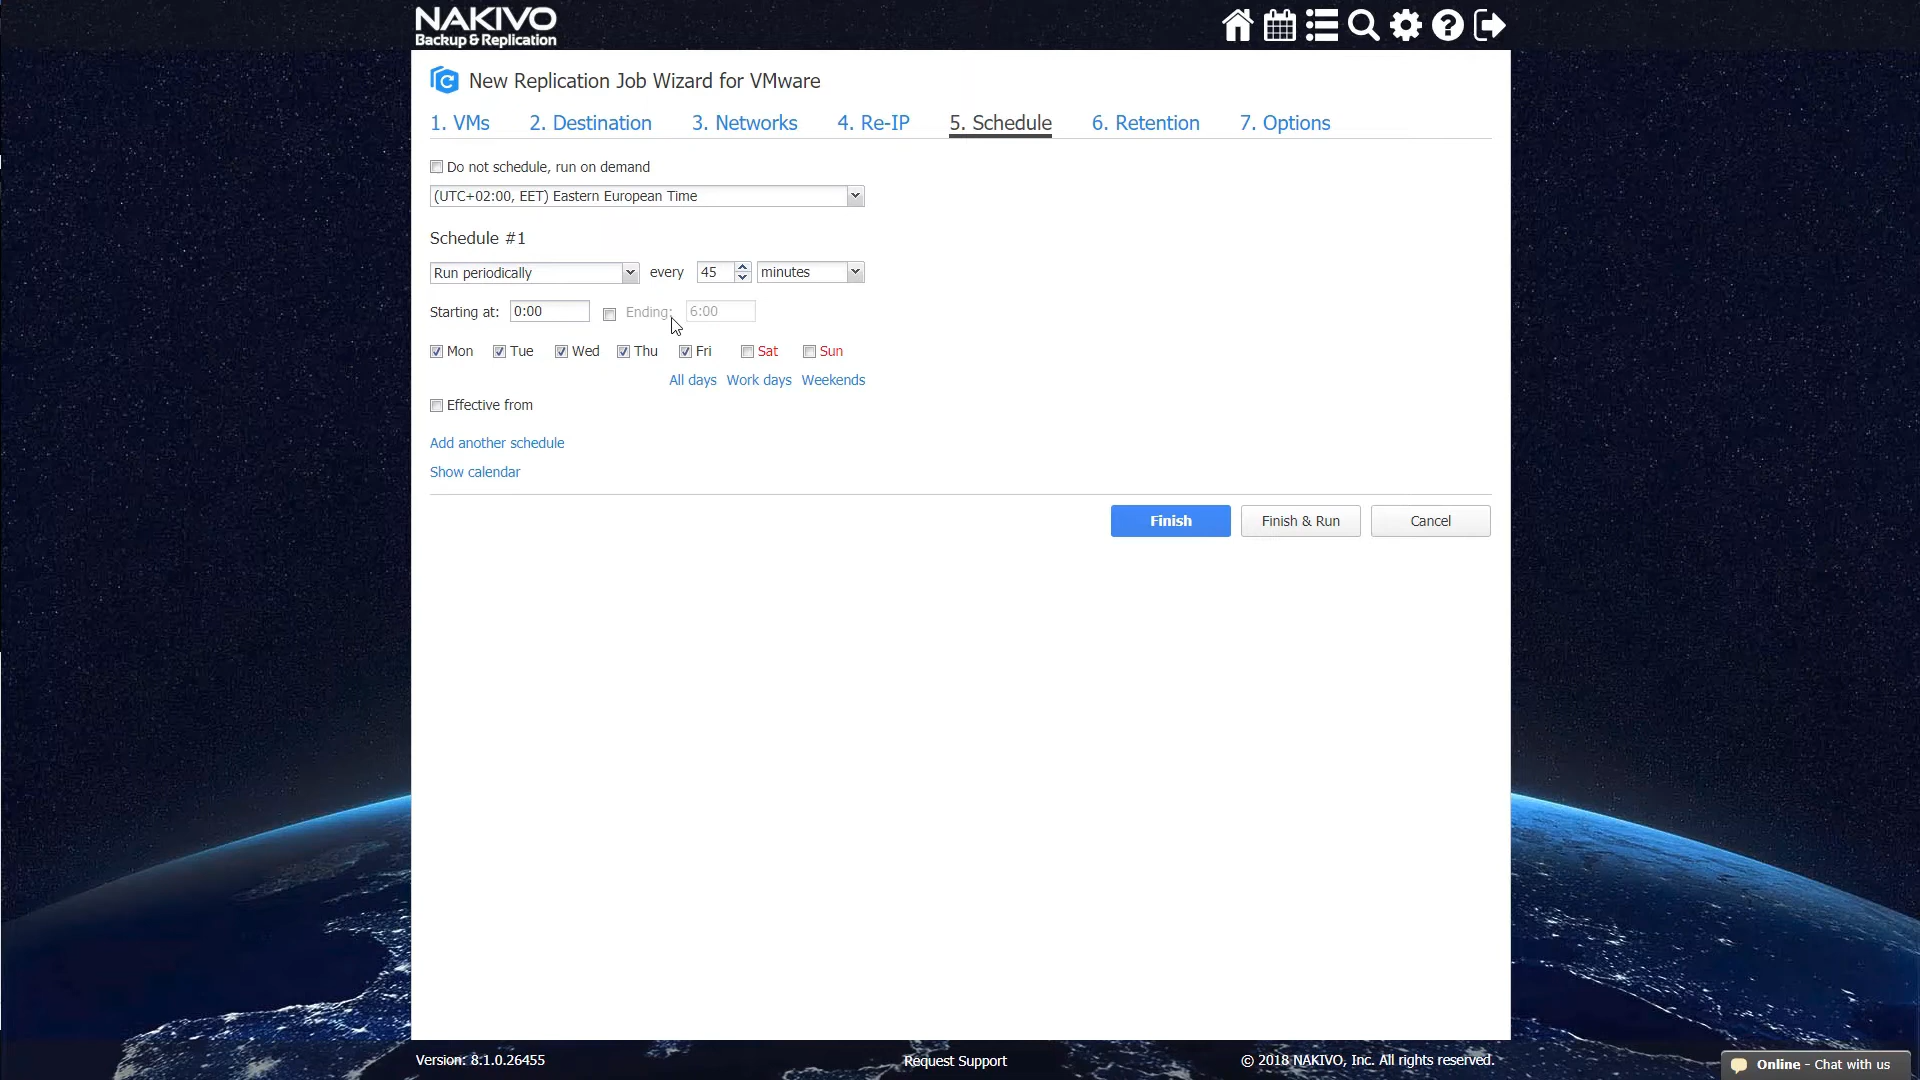 NAKIVO
Backup & Replication
New Replication Job Wizard for VMware
1. VMs 2. Destination 3. Networks 4. Re-IP 5. Schedule 6. Retention 7. Options
Do not schedule, run on demand
(UTC+02:00, EET) Eastern European Time
Schedule #1
Run periodically every 45 minutes
Starting at: 0:00 Ending: 6:00
Mon Tue Wed Thu Fri Sat Sun
All days Work days Weekends
Effective from
Add another schedule
Show calendar
Finish Finish & Run Cancel
Version: 8.1.0.26455 Request Support © 2018 NAKIVO, Inc. All rights reserved.
Online - Chat with us